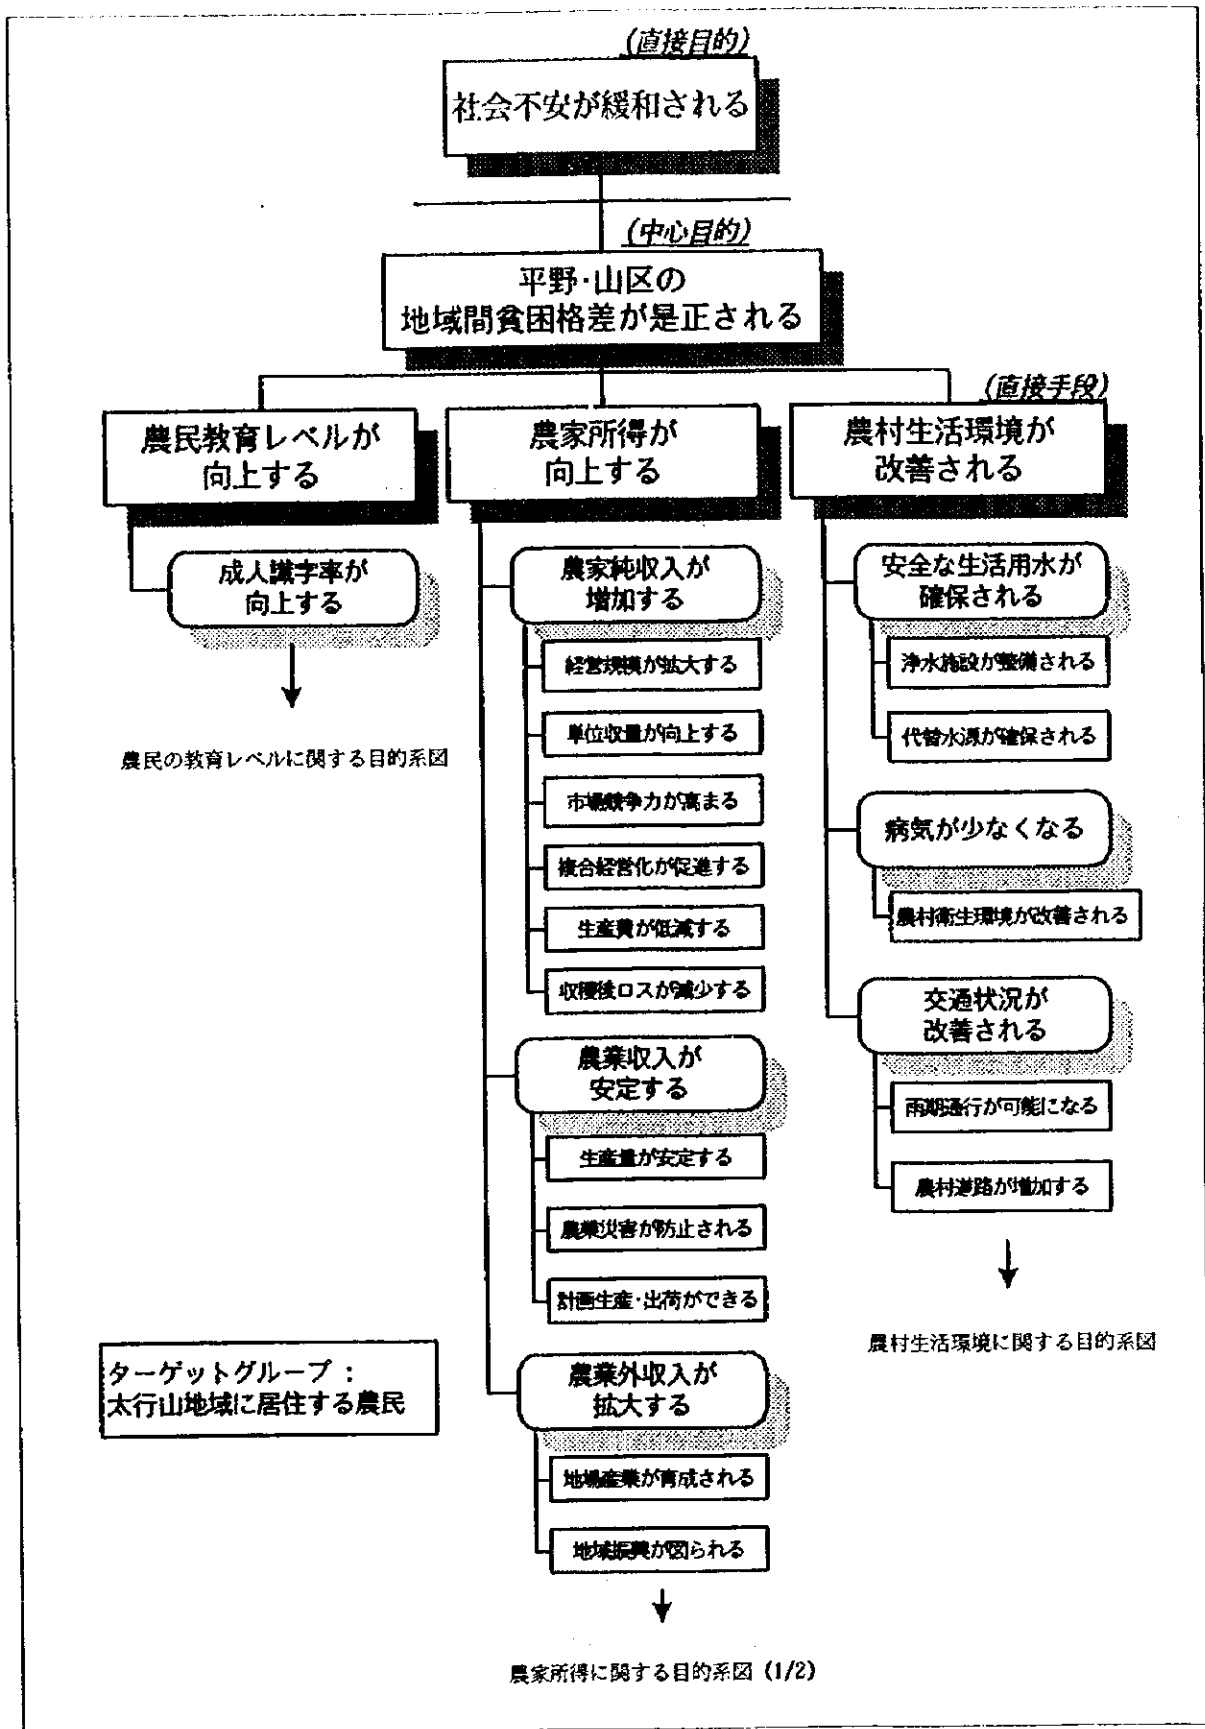 (直接目的)
社会不安が緩和される
(中心目的)
平野・山区の
地域間貧困格差が是正される
(直接手段)
農民教育レベルが
向上する
成人識字率が
向上する
農民の教育レベルに関する目的系図
農家所得が
向上する
農家純収入が
増加する
経営規模が拡大する
単位収量が向上する
市場競争力が高まる
複合経営化が促進する
生産費が低減する
収穫後ロスが減少する
農業収入が
安定する
生産量が安定する
農業災害が防止される
計画生産・出荷ができる
農業外収入が
拡大する
地場産業が育成される
地域振興が図られる
農家所得に関する目的系図 (1/2)
農村生活環境が
改善される
安全な生活用水が
確保される
浄水施設が整備される
代替水源が確保される
病気が少なくなる
農村衛生環境が改善される
交通状況が
改善される
雨期通行が可能になる
農村道路が増加する
農村生活環境に関する目的系図
ターゲットグループ：
太行山地域に居住する農民